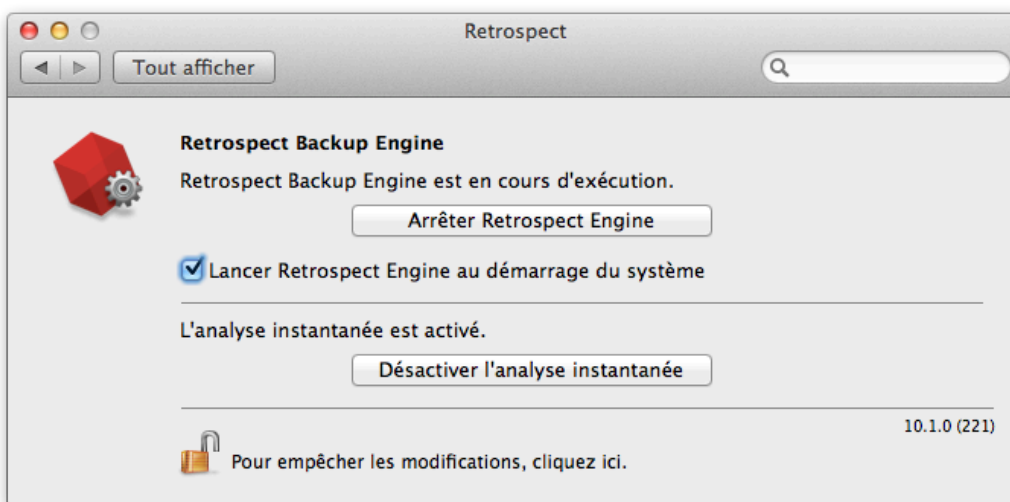 Retrospect
Tout afficher
Retrospect Backup Engine
Retrospect Backup Engine est en cours d'exécution.
Arrêter Retrospect Engine
Lancer Retrospect Engine au démarrage du système
L'analyse instantanée est activé.
Désactiver l'analyse instantanée
10.1.0 (221)
Pour empêcher les modifications, cliquez ici.